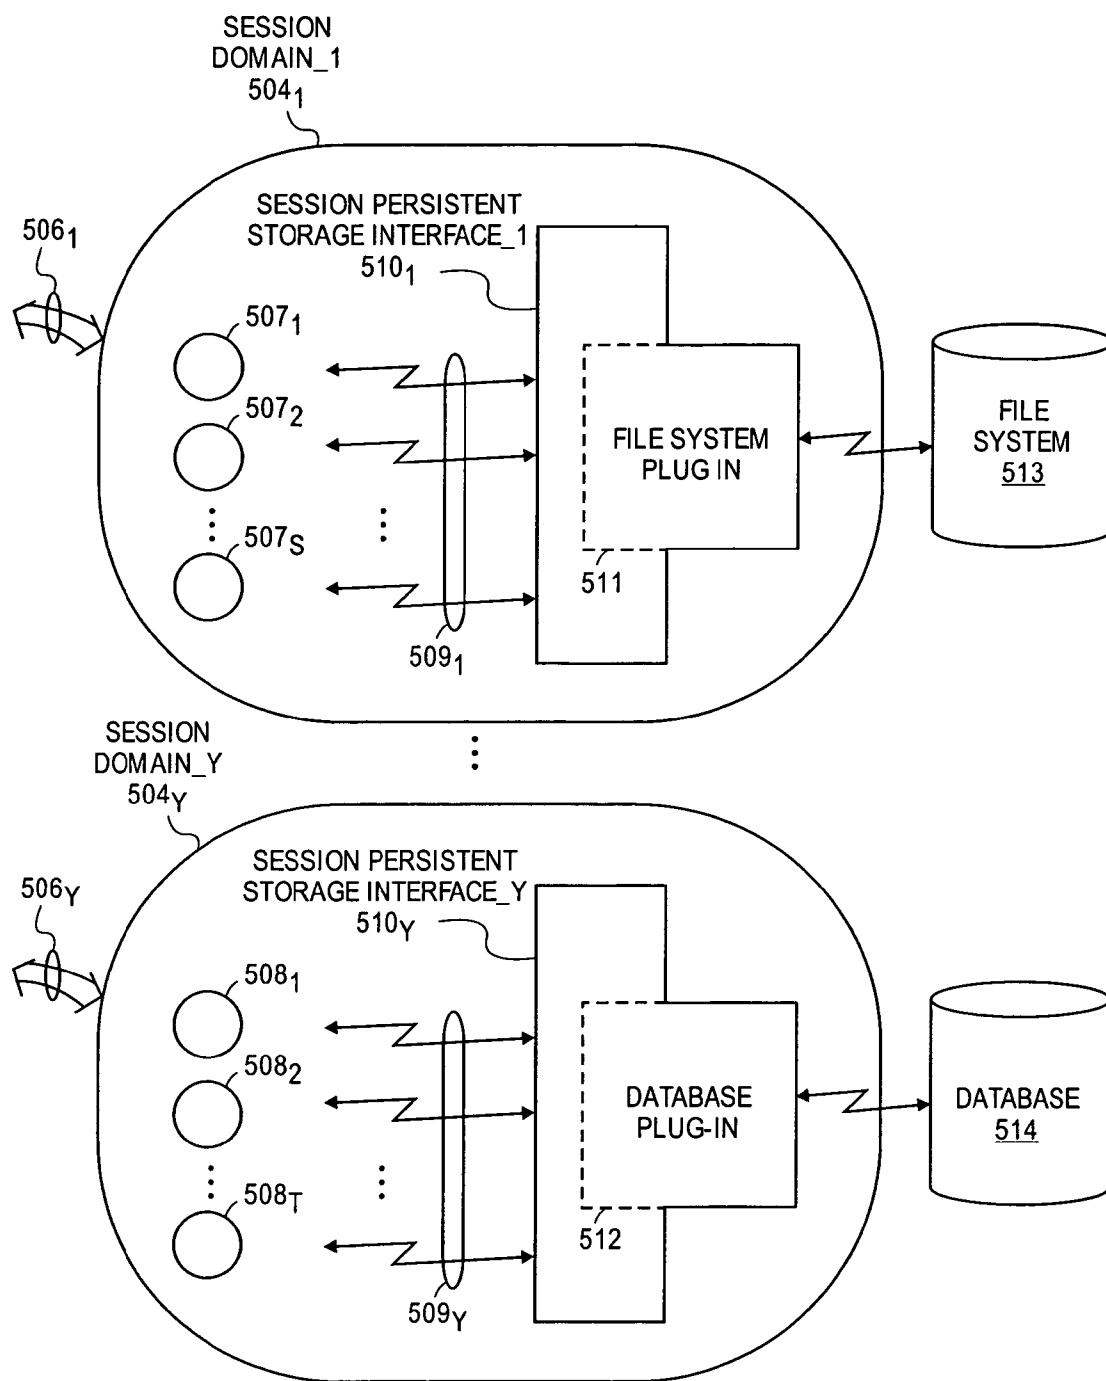 SESSION
DOMAIN_1
504₁
SESSION PERSISTENT
STORAGE INTERFACE_1
510₁
506₁
507₁
507₂
507S
509₁
FILE SYSTEM
PLUG IN
511
FILE
SYSTEM
513
SESSION
DOMAIN_Y
504Y
SESSION PERSISTENT
STORAGE INTERFACE_Y
510Y
506Y
508₁
508₂
508T
509Y
DATABASE
PLUG-IN
512
DATABASE
514